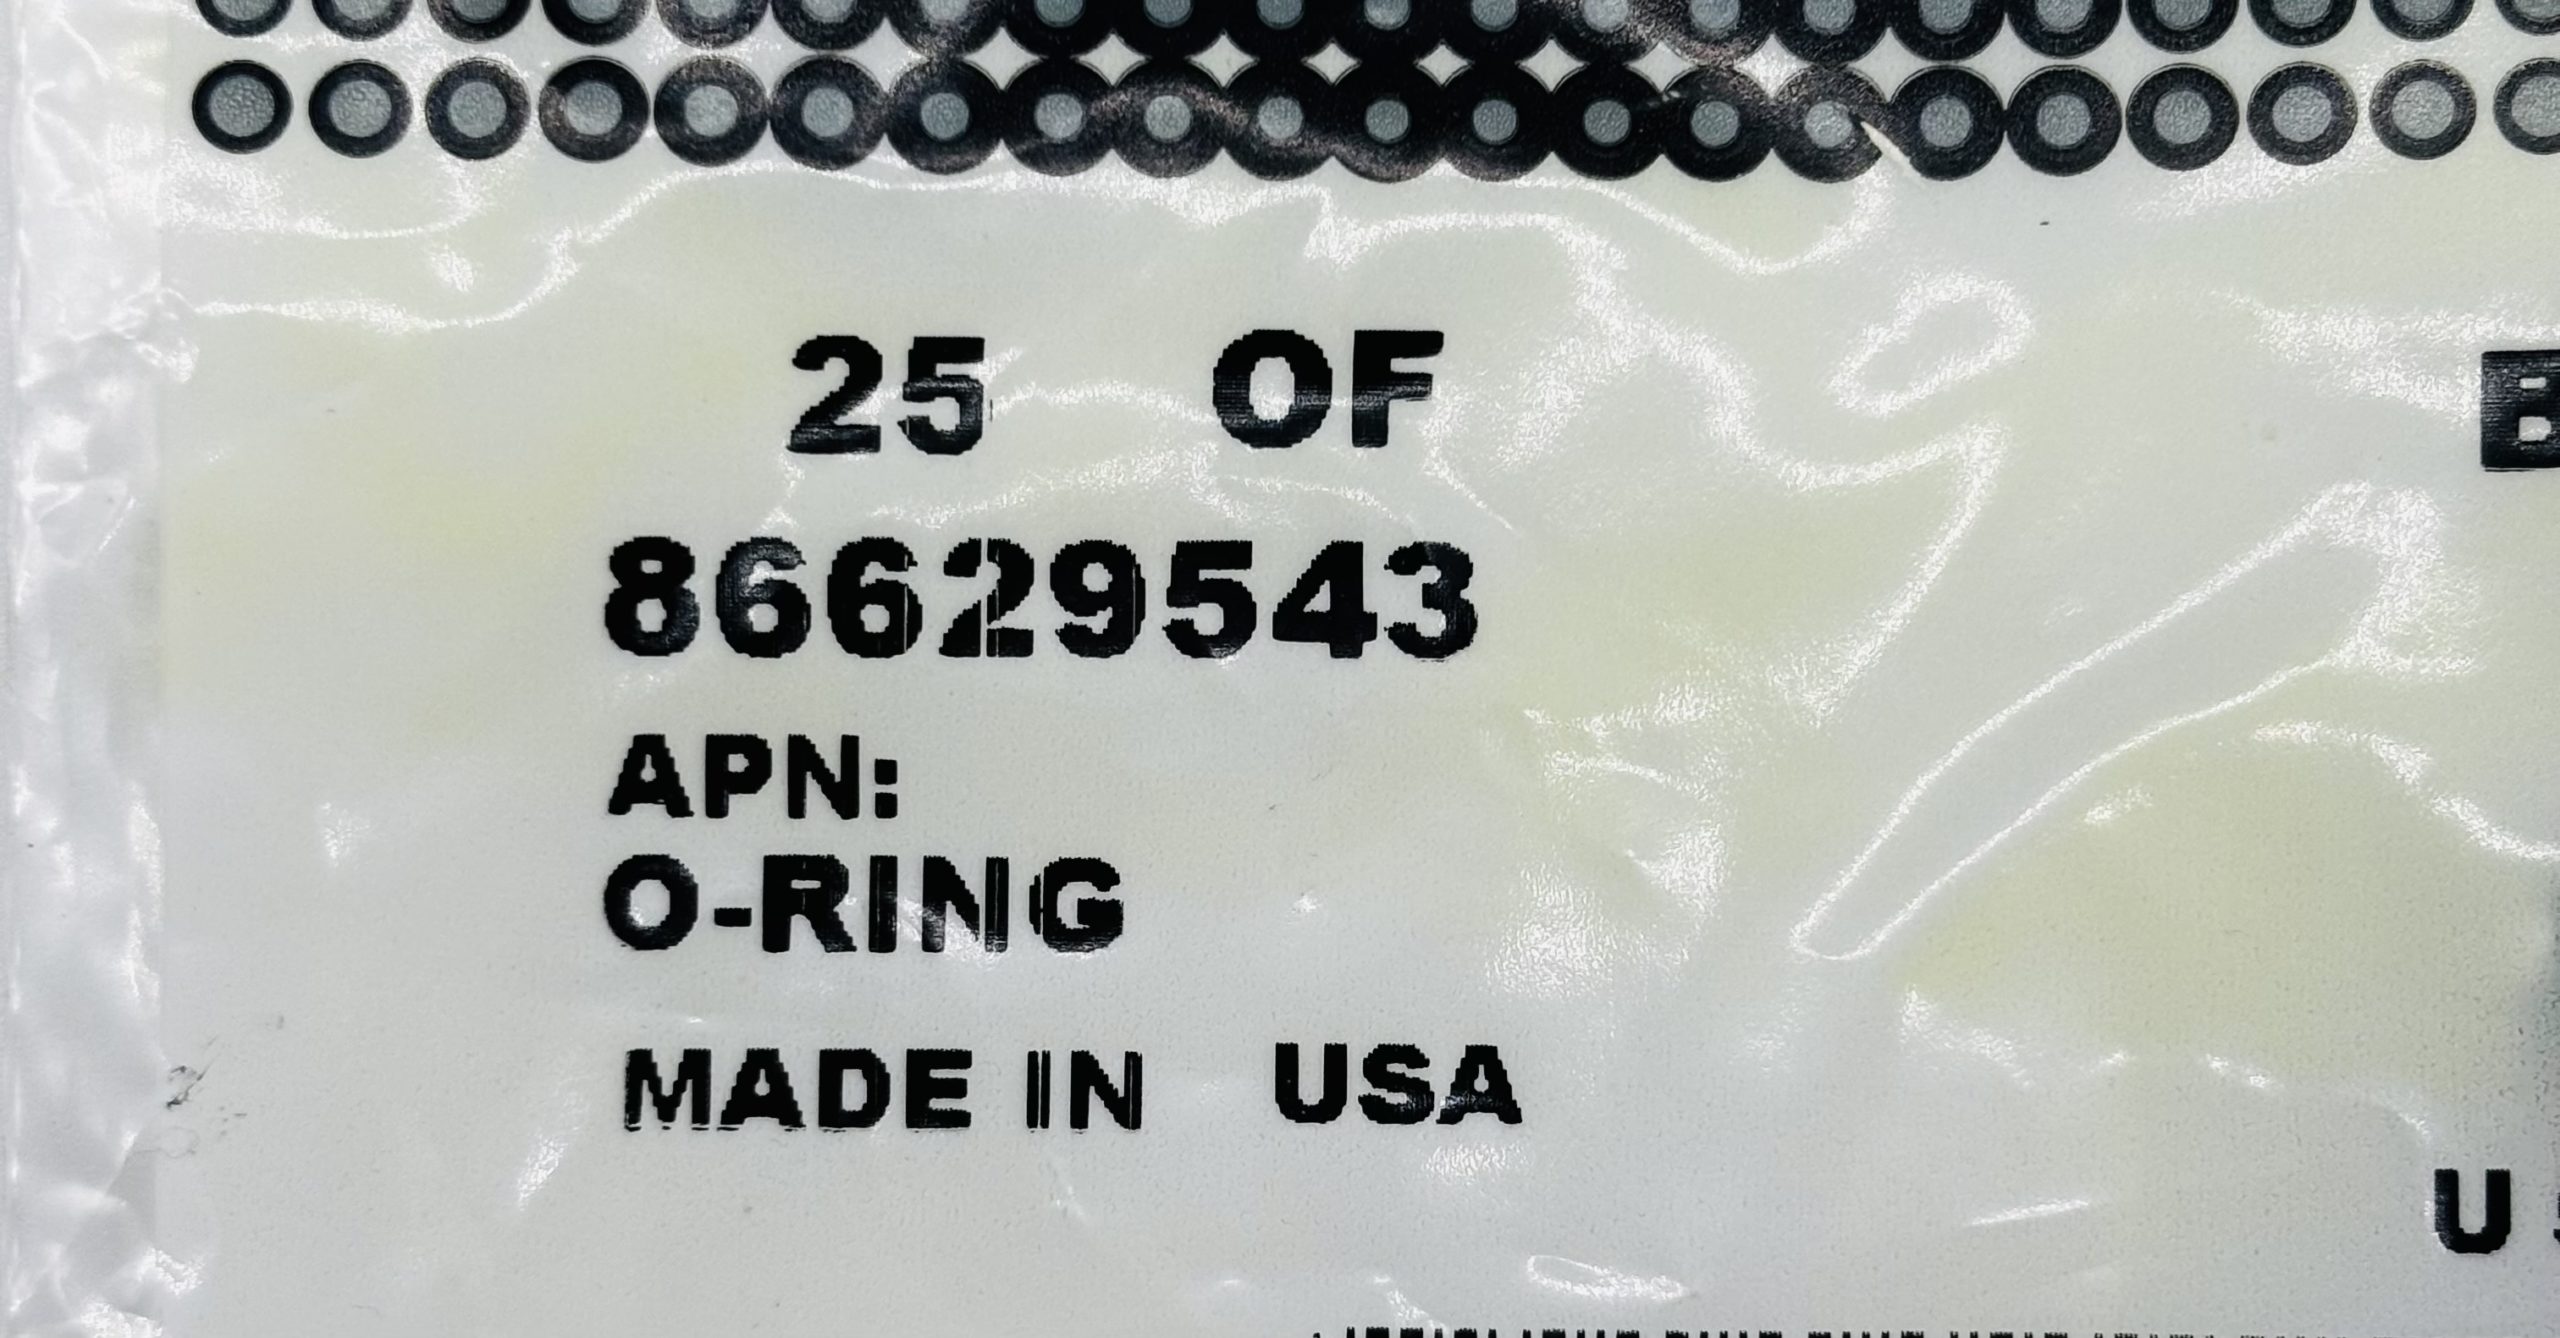 25 OF
86629543
APN:
O-RING
MADE IN USA
U